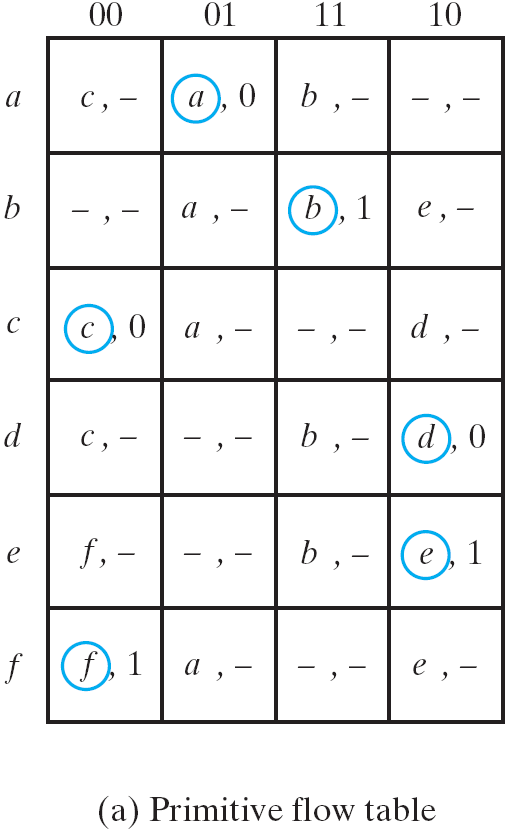 00 01 11 10
a c, – a, 0 b, – –, –
b –, – a, – b, 1 e, –
c c, 0 a, – –, – d, –
d c, – –, – b, – d, 0
e f, – –, – b, – e, 1
f f, 1 a, – –, – e, –
(a) Primitive flow table